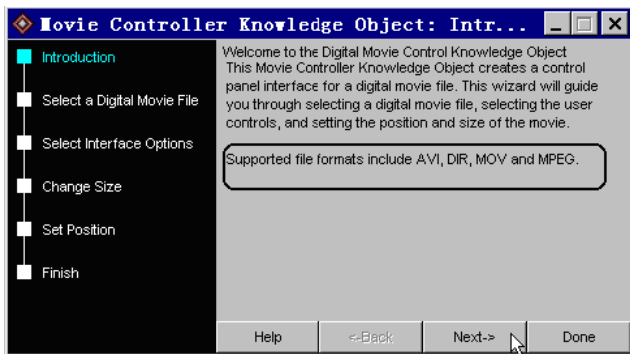 Movie Controller Knowledge Object: Intr...
Introduction
Select a Digital Movie File
Select Interface Options
Change Size
Set Position
Finish
Welcome to the Digital Movie Control Knowledge Object
This Movie Controller Knowledge Object creates a control
panel interface for a digital movie file. This wizard will guide
you through selecting a digital movie file, selecting the user
controls, and setting the position and size of the movie.
Supported file formats include AVI, DIR, MOV and MPEG.
Help
<-Back
Next->
Done